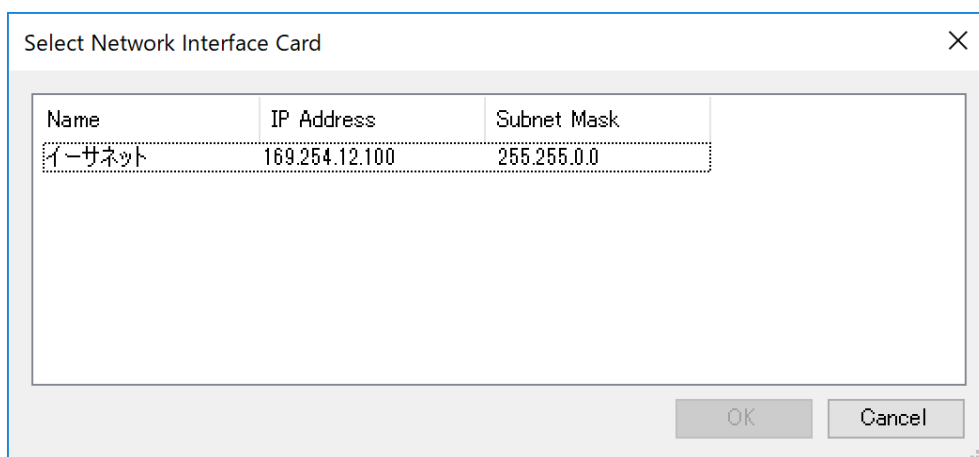 Select Network Interface Card
Name IP Address Subnet Mask
イーサネット 169.254.12.100 255.255.0.0
OK Cancel